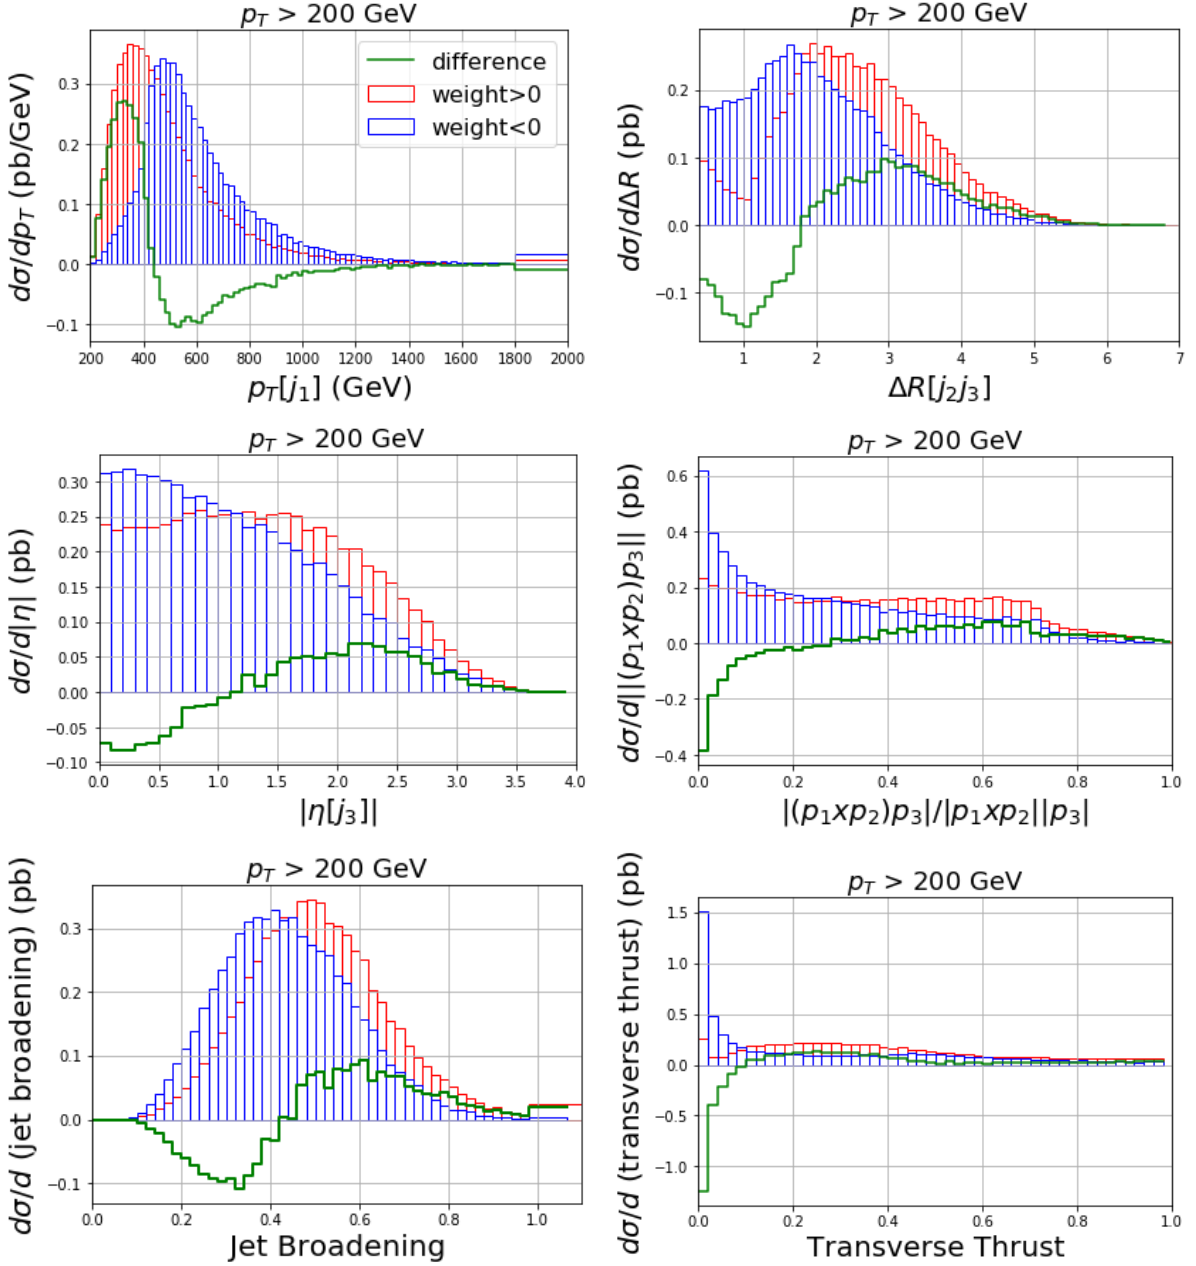 p_T > 200 GeV
dσ/dp_T (pb/GeV)
0.3
0.2
0.1
0.0
−0.1
difference
weight>0
weight<0
200 400 600 800 1000 1200 1400 1600 1800 2000
p_T[j_1] (GeV)
p_T > 200 GeV
dσ/dΔR (pb)
0.2
0.1
0.0
−0.1
1 2 3 4 5 6 7
ΔR[j_2j_3]
p_T > 200 GeV
dσ/d|η| (pb)
0.30
0.25
0.20
0.15
0.10
0.05
0.00
−0.05
−0.10
0.0 0.5 1.0 1.5 2.0 2.5 3.0 3.5 4.0
|η[j_3]|
p_T > 200 GeV
dσ/d||(p_1xp_2)p_3|| (pb)
0.6
0.4
0.2
0.0
−0.2
−0.4
0.0 0.2 0.4 0.6 0.8 1.0
|(p_1xp_2)p_3|/|p_1xp_2||p_3|
p_T > 200 GeV
dσ/d (jet broadening) (pb)
0.3
0.2
0.1
0.0
−0.1
0.0 0.2 0.4 0.6 0.8 1.0
Jet Broadening
p_T > 200 GeV
dσ/d (transverse thrust) (pb)
1.5
1.0
0.5
0.0
−0.5
−1.0
0.0 0.2 0.4 0.6 0.8 1.0
Transverse Thrust